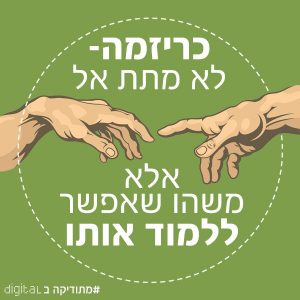 כריזמה-
לא מתת אל
אלא
משהו שאפשר
ללמוד אותו
#מתודיקה ב digital